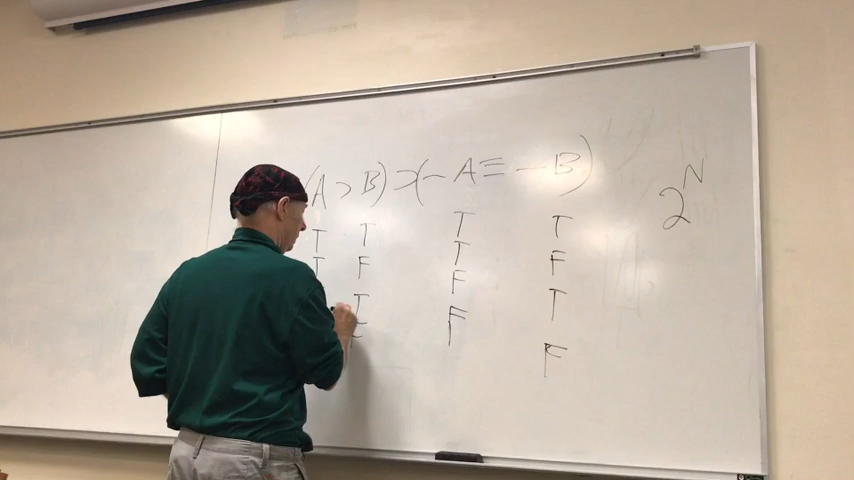 (A ⊃ B) ⊃ (- A ≡ - B)
2^N
T T T T
T F T F
T F T
F F F